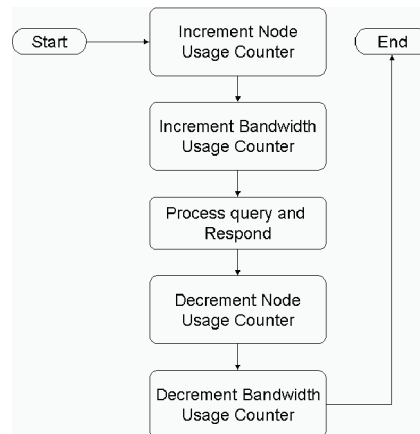 Start
Increment Node
Usage Counter
End
Increment Bandwidth
Usage Counter
Process query and
Respond
Decrement Node
Usage Counter
Decrement Bandwidth
Usage Counter